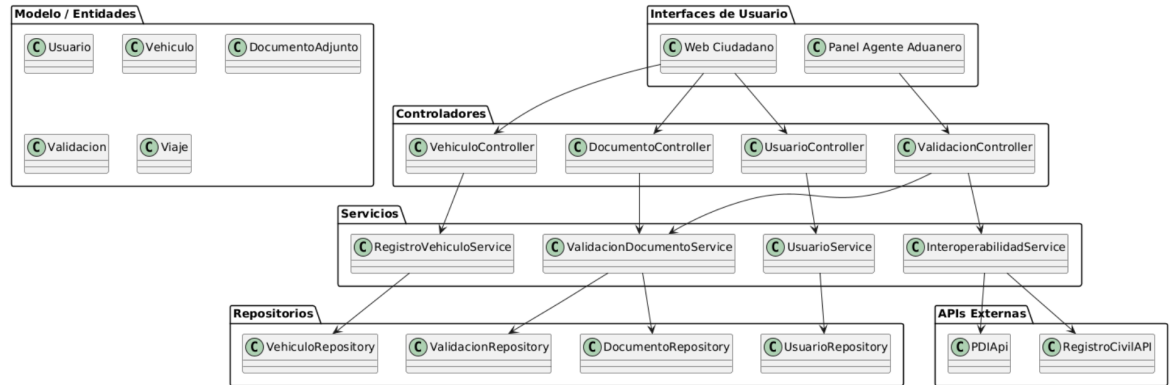 Modelo / Entidades
C Usuario
C Vehiculo
C DocumentoAdjunto
C Validacion
C Viaje
Interfaces de Usuario
C Web Ciudadano
C Panel Agente Aduanero
Controladores
C VehiculoController
C DocumentoController
C UsuarioController
C ValidacionController
Servicios
C RegistroVehiculoService
C ValidacionDocumentoService
C UsuarioService
C InteroperabilidadService
Repositorios
C VehiculoRepository
C ValidacionRepository
C DocumentoRepository
C UsuarioRepository
APIs Externas
C PDIApi
C RegistroCivilAPI